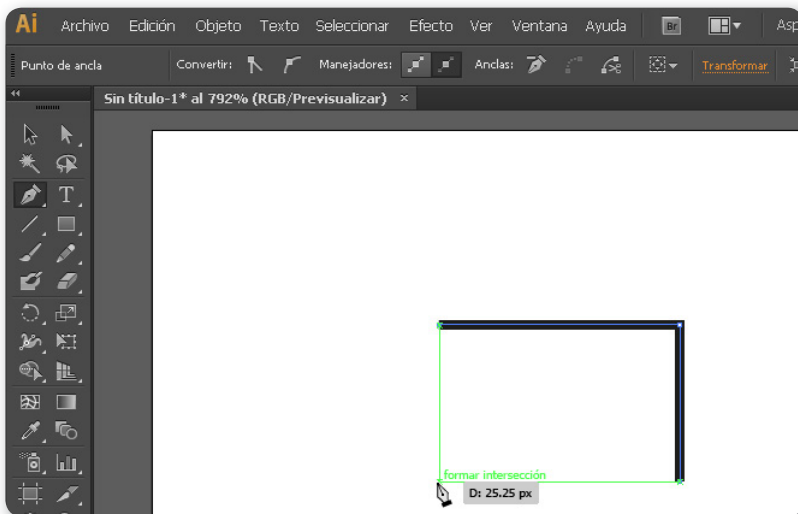 Ai Archivo Edición Objeto Texto Seleccionar Efecto Ver Ventana Ayuda Br Asp
Punto de ancla Convertir: Manejadores: Anclas: Transformar
Sin título-1* al 792% (RGB/Previsualizar) ×
T
formar intersección
D: 25.25 px